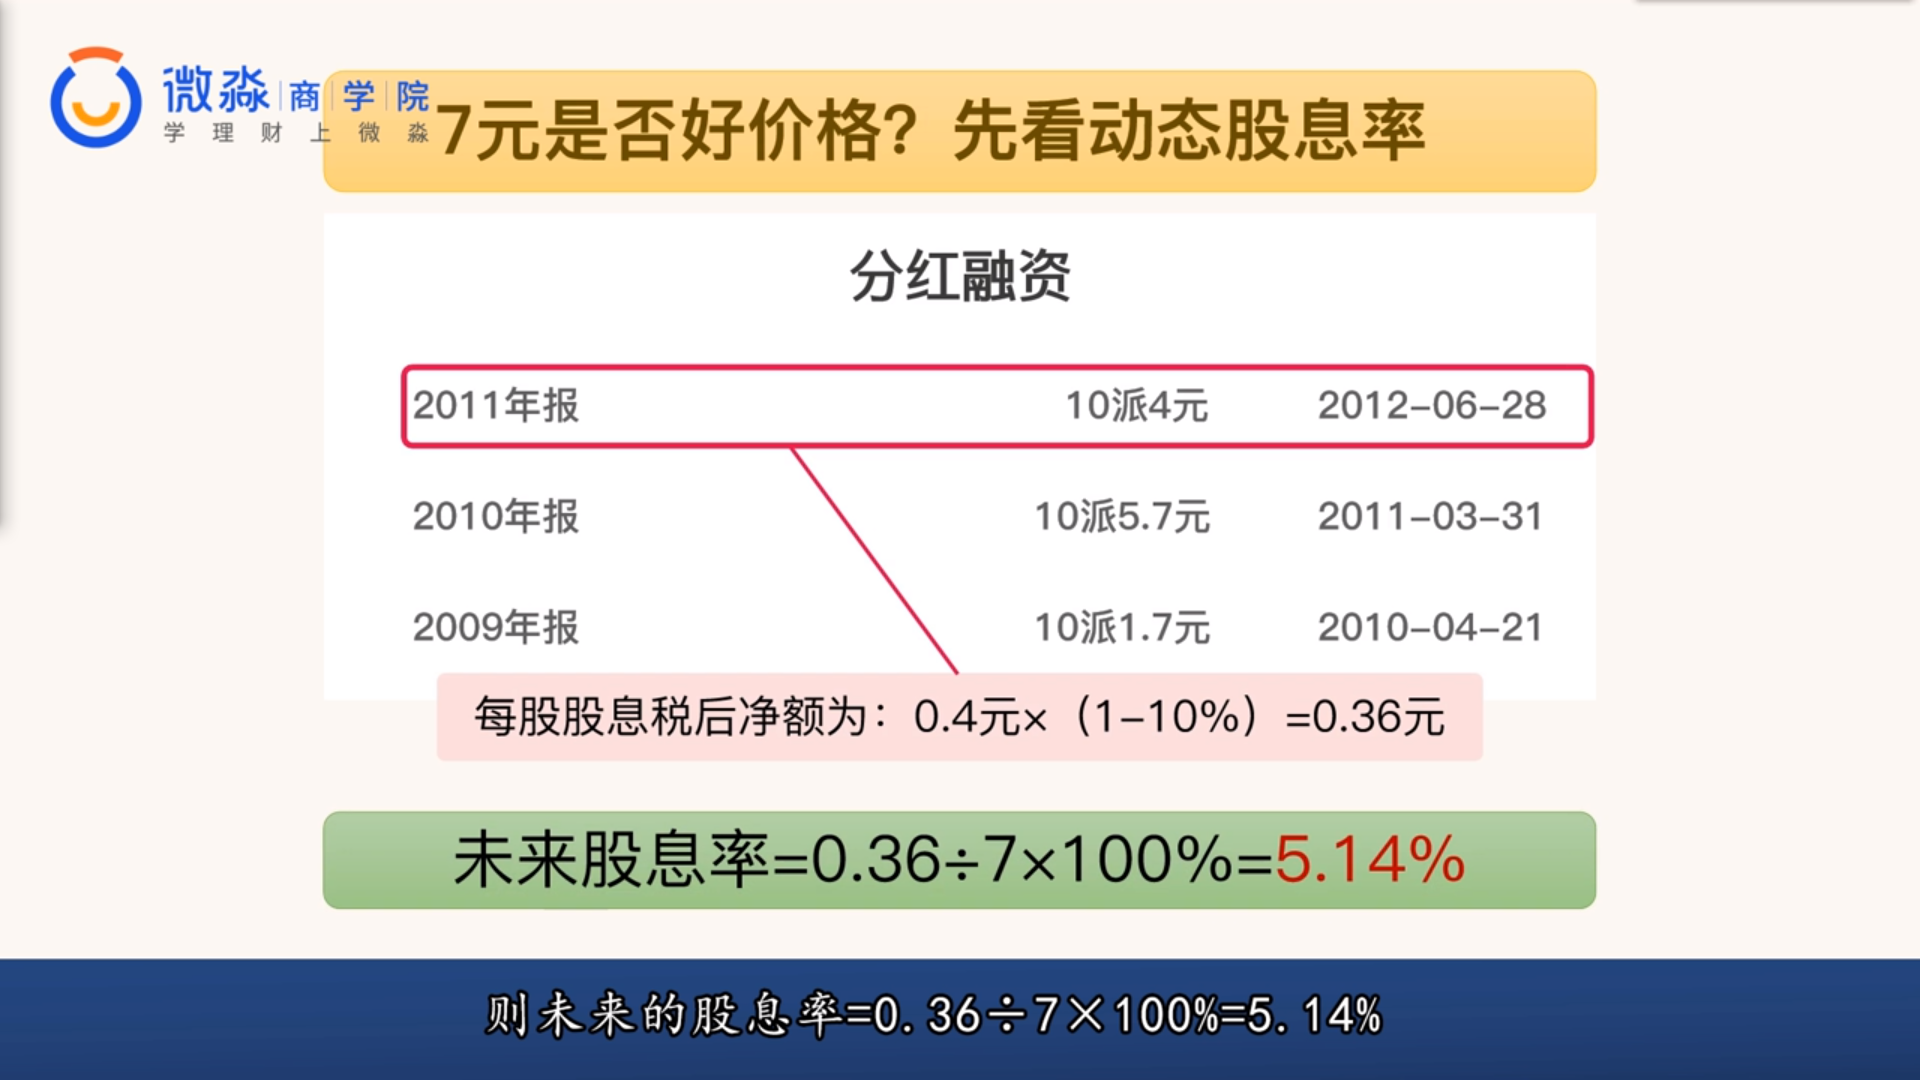 微淼商学院
学理财上微淼
7元是否好价格？先看动态股息率
分红融资
2011年报 10派4元 2012-06-28
2010年报 10派5.7元 2011-03-31
2009年报 10派1.7元 2010-04-21
每股股息税后净额为：0.4元×（1-10%）=0.36元
未来股息率=0.36÷7×100%=5.14%
则未来的股息率=0.36÷7×100%=5.14%